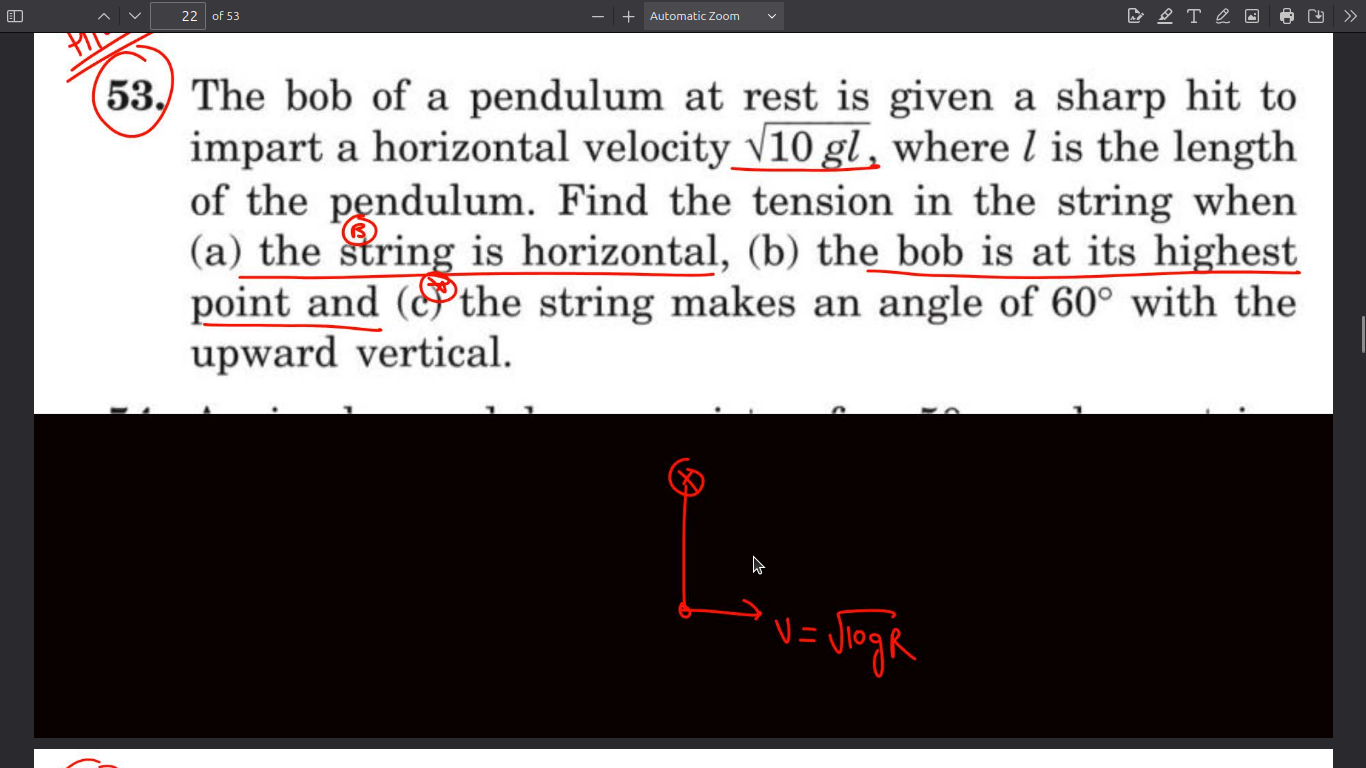 22 of 53
Automatic Zoom
53. The bob of a pendulum at rest is given a sharp hit to
impart a horizontal velocity √10 gl, where l is the length
of the pendulum. Find the tension in the string when
(a) the string is horizontal, (b) the bob is at its highest
point and (c) the string makes an angle of 60° with the
upward vertical.
V = √10gR